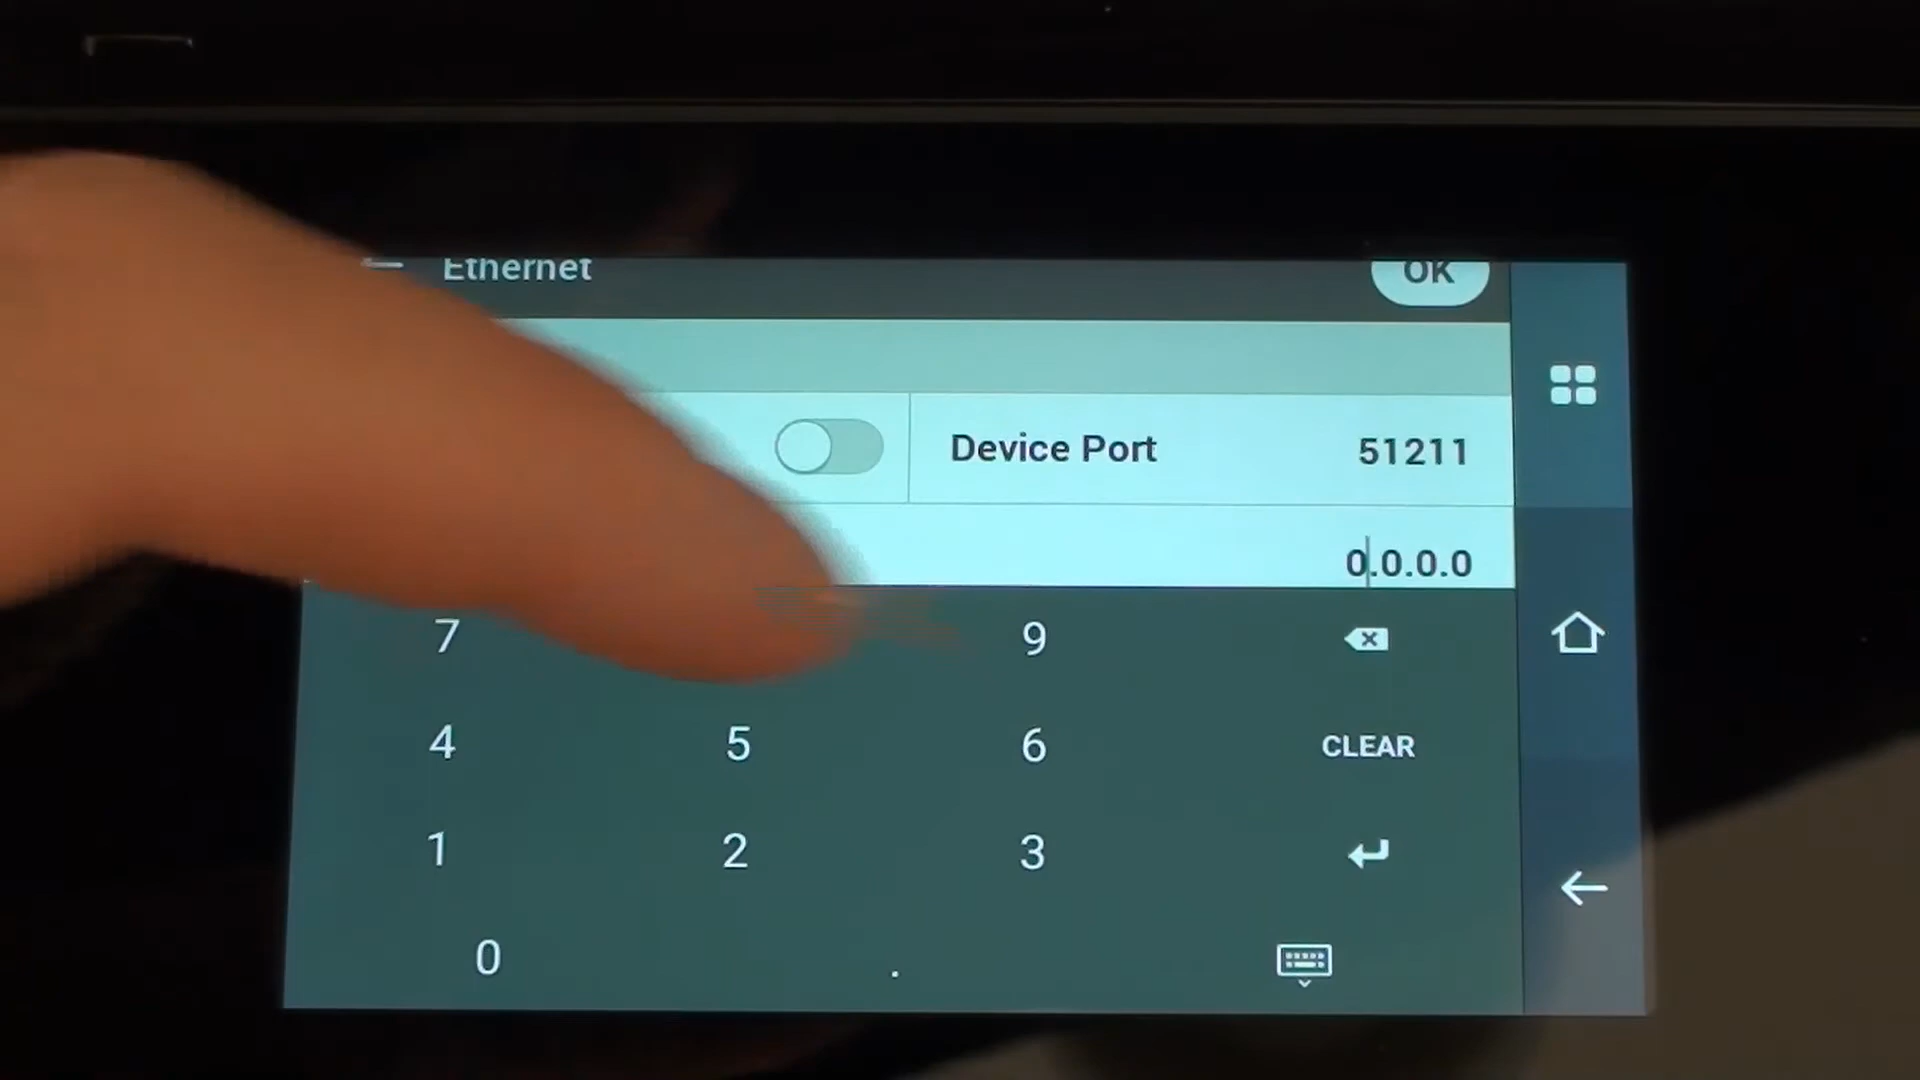 Ethernet OK
Device Port 51211
0.0.0.0
7 9
4 5 6 CLEAR
1 2 3
0 .